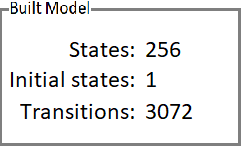 Built Model
States: 256
Initial states: 1
Transitions: 3072